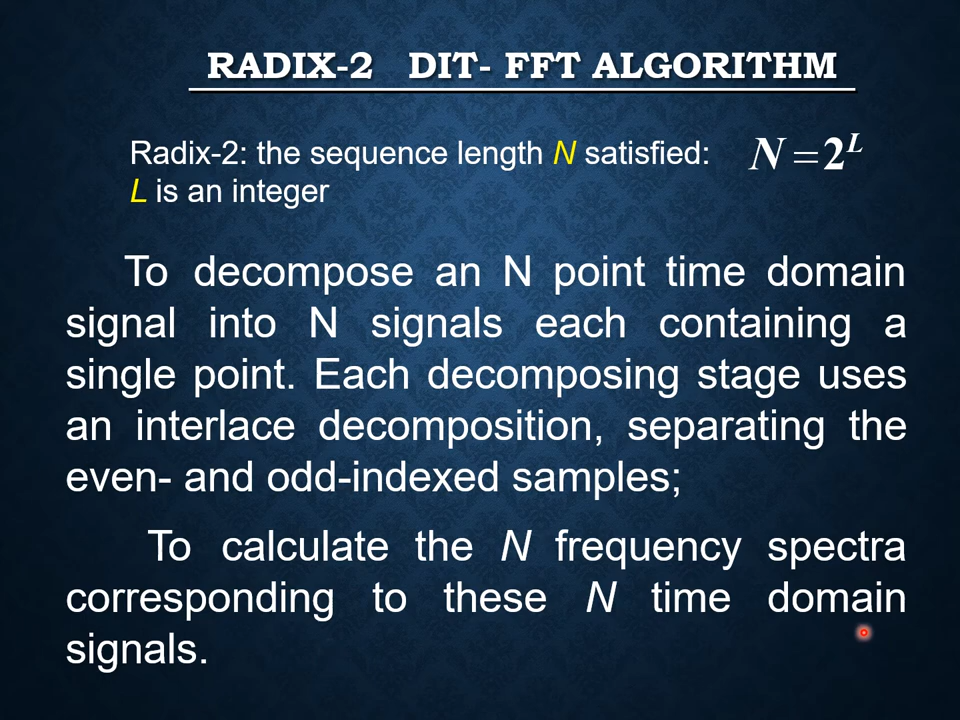 RADIX-2 DIT- FFT ALGORITHM
Radix-2: the sequence length N satisfied: N = 2^L
L is an integer
To decompose an N point time domain
signal into N signals each containing a
single point. Each decomposing stage uses
an interlace decomposition, separating the
even- and odd-indexed samples;
To calculate the N frequency spectra
corresponding to these N time domain
signals.